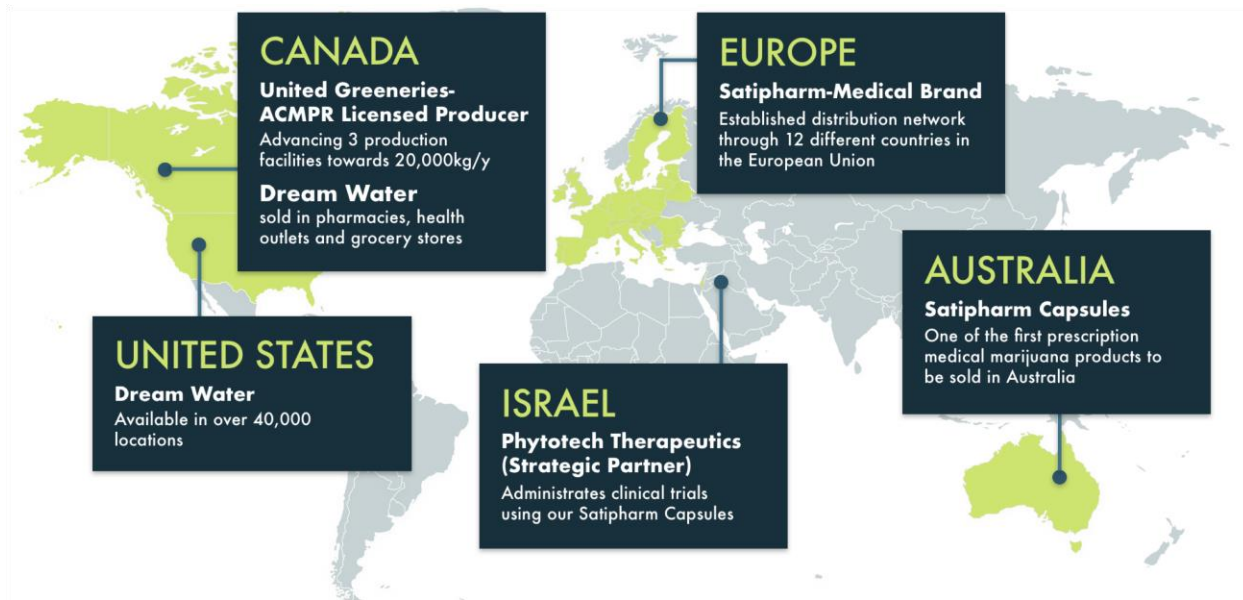 CANADA
United Greeneries-
ACMPR Licensed Producer
Advancing 3 production
facilities towards 20,000kg/y
Dream Water
sold in pharmacies, health
outlets and grocery stores
EUROPE
Satipharm-Medical Brand
Established distribution network
through 12 different countries in
the European Union
UNITED STATES
Dream Water
Available in over 40,000
locations
ISRAEL
Phytotech Therapeutics
(Strategic Partner)
Administrates clinical trials
using our Satipharm Capsules
AUSTRALIA
Satipharm Capsules
One of the first prescription
medical marijuana products to
be sold in Australia